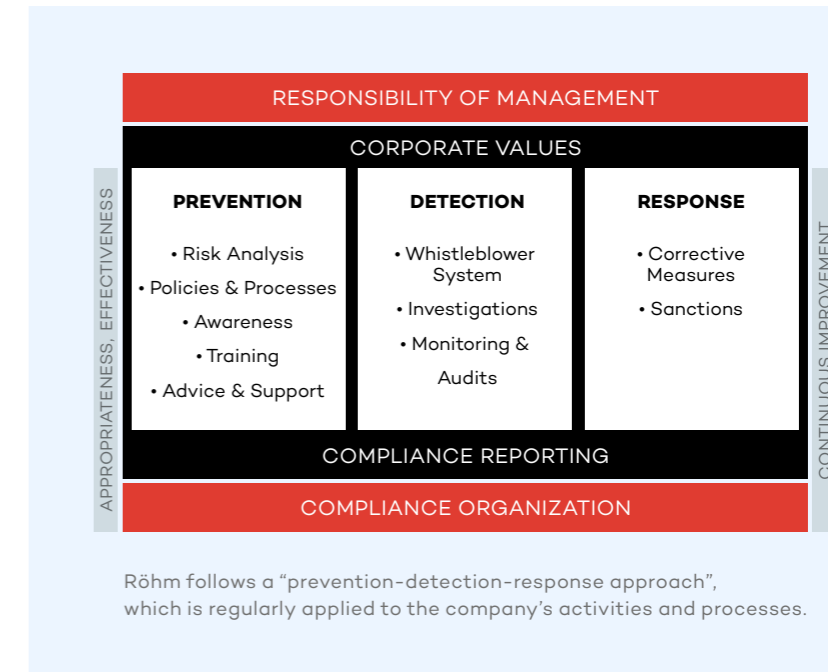 RESPONSIBILITY OF MANAGEMENT
CORPORATE VALUES
APPROPRIATENESS, EFFECTIVENESS
PREVENTION
• Risk Analysis
• Policies & Processes
• Awareness
• Training
• Advice & Support
DETECTION
• Whistleblower
System
• Investigations
• Monitoring &
Audits
RESPONSE
• Corrective
Measures
• Sanctions
CONTINUOUS IMPROVEMENT
COMPLIANCE REPORTING
COMPLIANCE ORGANIZATION
Röhm follows a “prevention-detection-response approach”,
which is regularly applied to the company’s activities and processes.